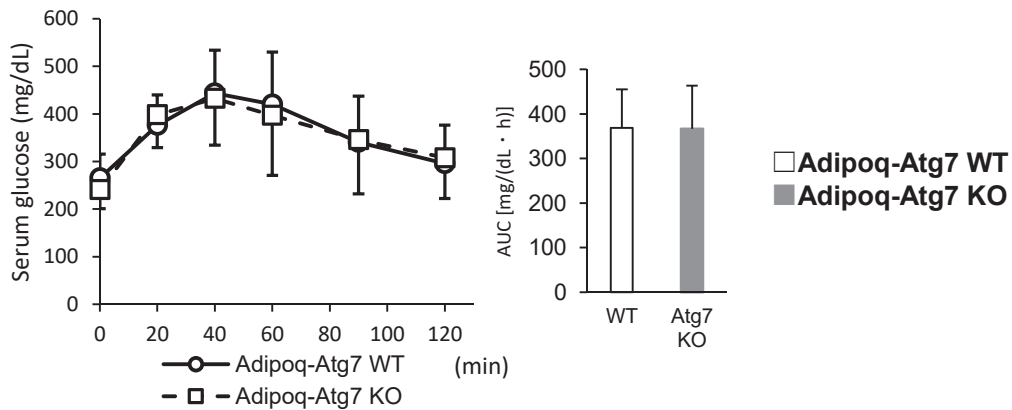 Serum glucose (mg/dL)
600
500
400
300
200
100
0
0 20 40 60 80 100 120
(min)
Adipoq-Atg7 WT
Adipoq-Atg7 KO
AUC [mg/(dL・h)]
500
400
300
200
100
0
WT Atg7
KO
Adipoq-Atg7 WT
Adipoq-Atg7 KO